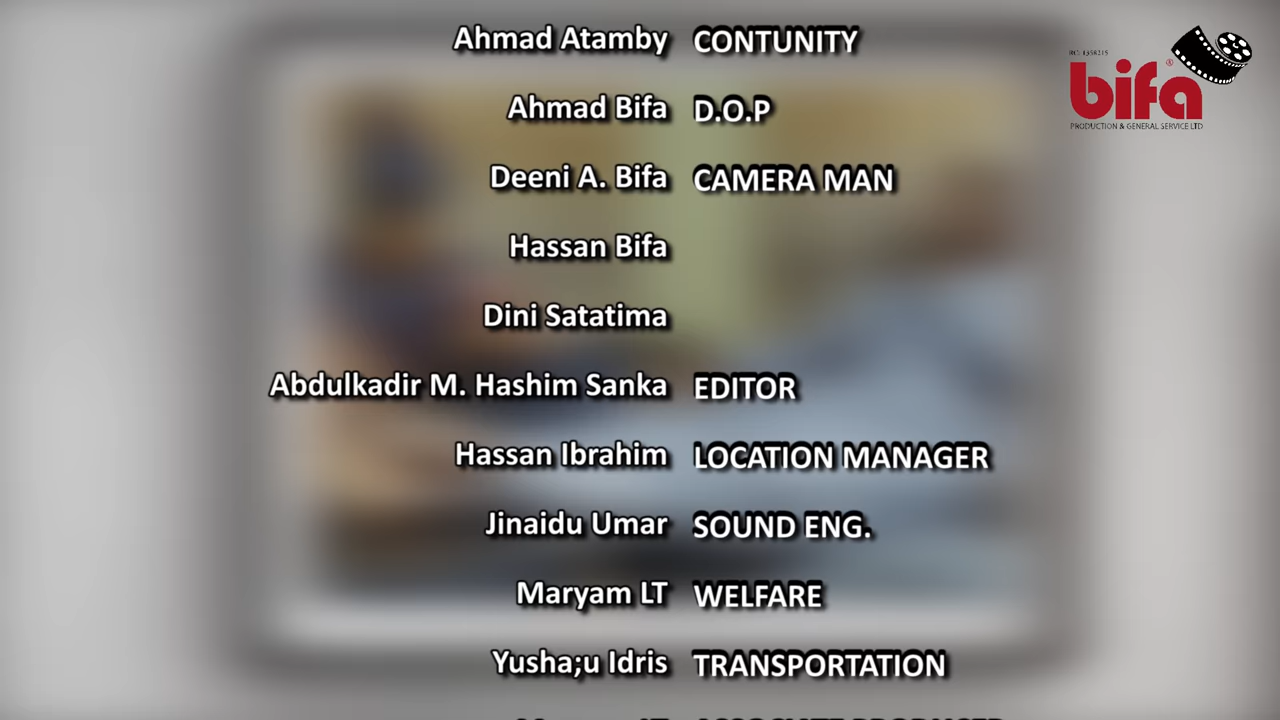 Ahmad Atamby CONTUNITY
bifa®
PRODUCTION & GENERAL SERVICE LTD
Ahmad Bifa D.O.P
Deeni A. Bifa CAMERA MAN
Hassan Bifa
Dini Satatima
Abdulkadir M. Hashim Sanka EDITOR
Hassan Ibrahim LOCATION MANAGER
Jinaidu Umar SOUND ENG.
Maryam LT WELFARE
Yusha;u Idris TRANSPORTATION